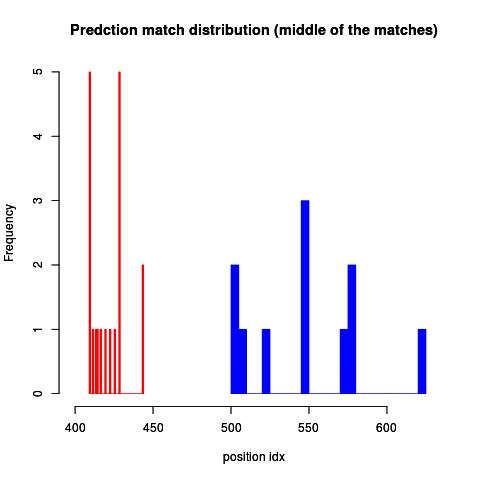 Predction match distribution (middle of the matches)
Frequency
5
4
3
2
1
0
400 450 500 550 600
position idx